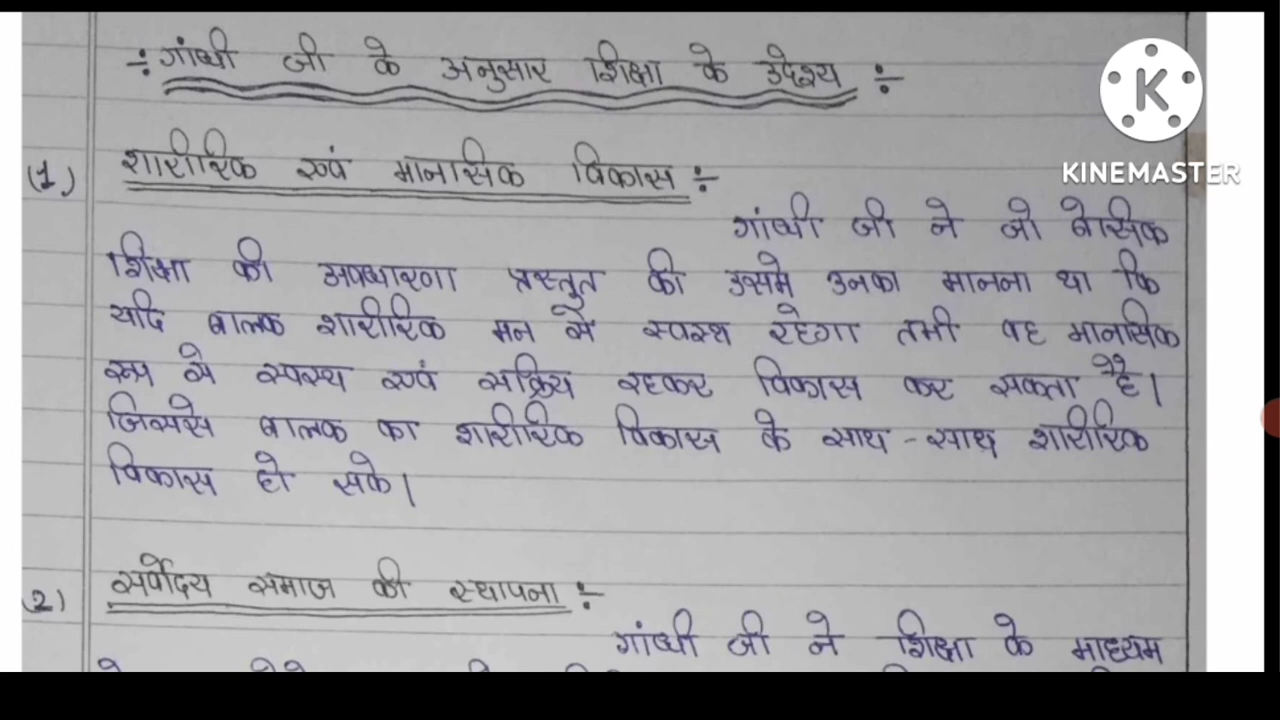 ÷ गांधी जी के अनुसार शिक्षा के उद्देश्य ÷
K
KINEMASTER
(1) शारीरिक एवं मानसिक विकास ÷
गांधी जी ने जो बेसिक
शिक्षा की अवधारणा प्रस्तुत की उसमे उनका मानना था कि
यदि बालक शारीरिक मन से स्वस्थ रहेगा तभी वह मानसिक
रूप से स्वस्थ एवं सक्रिय रहकर विकास कर सकता है।
जिससे बालक का शारीरिक विकास के साथ - साथ शारीरिक
विकास हो सके।
(2) सर्वोदय समाज की स्थापना ÷
गांधी जी ने शिक्षा के माध्यम